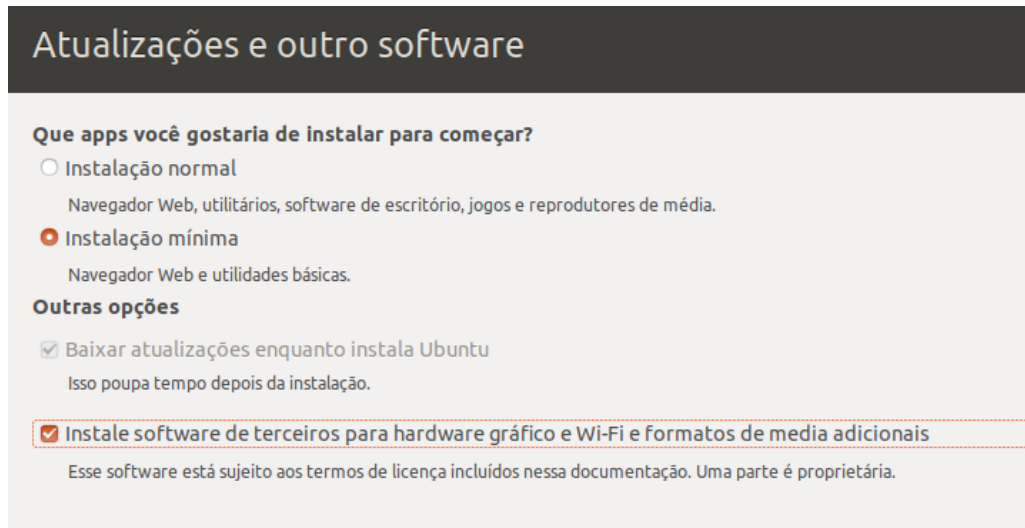 Atualizações e outro software
Que apps você gostaria de instalar para começar?
Instalação normal
Navegador Web, utilitários, software de escritório, jogos e reprodutores de média.
Instalação mínima
Navegador Web e utilidades básicas.
Outras opções
Baixar atualizações enquanto instala Ubuntu
Isso poupa tempo depois da instalação.
Instale software de terceiros para hardware gráfico e Wi-Fi e formatos de media adicionais
Esse software está sujeito aos termos de licença incluídos nessa documentação. Uma parte é proprietária.